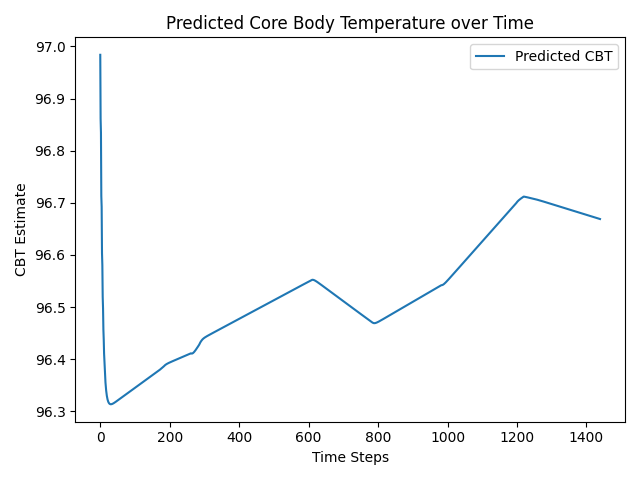 Predicted Core Body Temperature over Time
Predicted CBT
CBT Estimate
97.0
96.9
96.8
96.7
96.6
96.5
96.4
96.3
0 200 400 600 800 1000 1200 1400
Time Steps